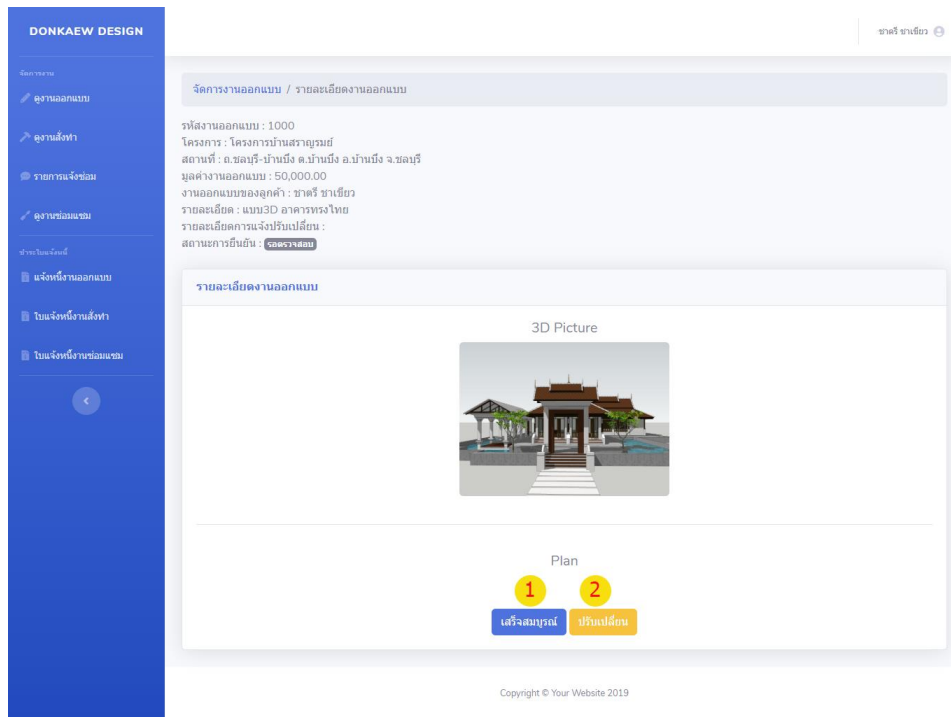 DONKAEW DESIGN
ชาตรี ชาเขียว
จัดการงาน
ดูงานออกแบบ
ดูงานสั่งทำ
รายการแจ้งซ่อม
ดูงานซ่อมแซม
ชำระใบแจ้งหนี้
แจ้งหนี้งานออกแบบ
ใบแจ้งหนี้งานสั่งทำ
ใบแจ้งหนี้งานซ่อมแซม
จัดการงานออกแบบ / รายละเอียดงานออกแบบ
รหัสงานออกแบบ : 1000
โครงการ : โครงการบ้านสราญรมย์
สถานที่ : ถ.ชลบุรี-บ้านบึง ต.บ้านบึง อ.บ้านบึง จ.ชลบุรี
มูลค่างานออกแบบ : 50,000.00
งานออกแบบของลูกค้า : ชาตรี ชาเขียว
รายละเอียด : แบบ3D อาคารทรงไทย
รายละเอียดการแจ้งปรับเปลี่ยน :
สถานะการยืนยัน : รอตรวจสอบ
รายละเอียดงานออกแบบ
3D Picture
Plan
1 2
เสร็จสมบูรณ์ ปรับเปลี่ยน
Copyright © Your Website 2019